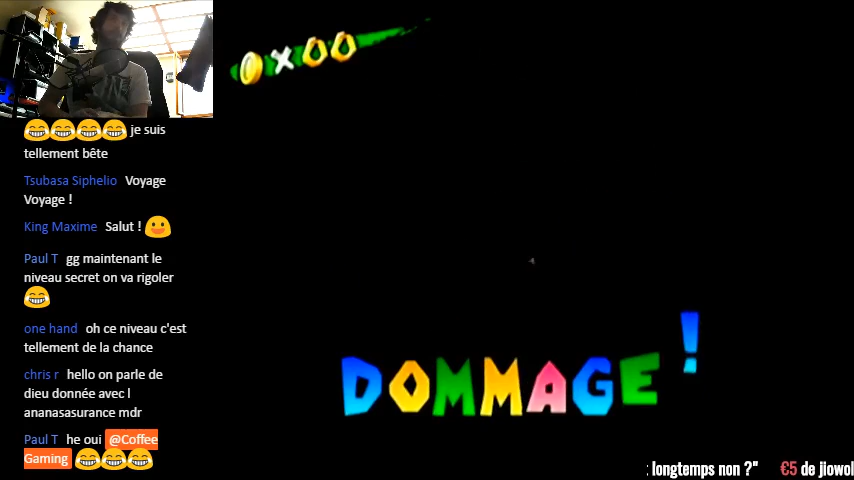 0×00
😂😂😂😂 je suis
tellement bête
Tsubasa Siphelio Voyage
Voyage !
King Maxime Salut ! 😃
Paul T gg maintenant le
niveau secret on va rigoler
😂
one hand oh ce niveau c'est
tellement de la chance
chris r hello on parle de
dieu donnée avec l
ananasasurance mdr
Paul T he oui @Coffee
Gaming 😂😂😂
DOMMAGE !
: longtemps non ?" €5 de jiowol